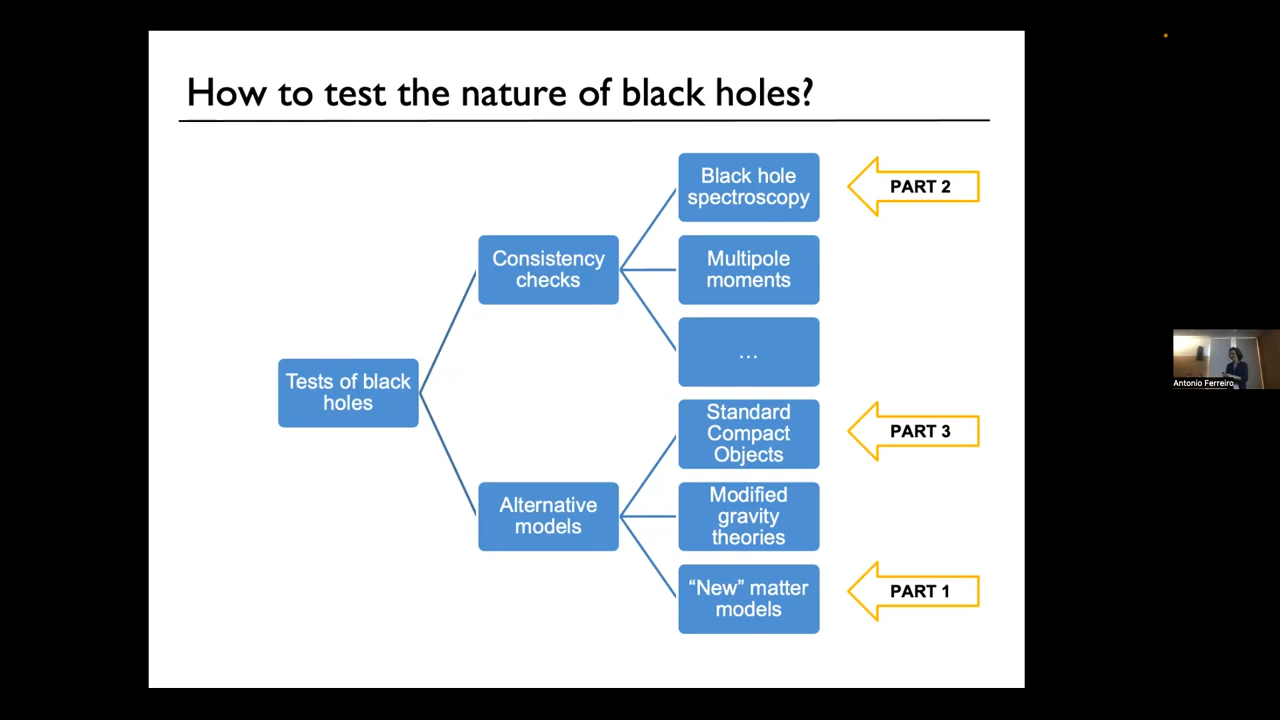 How to test the nature of black holes?
Black hole
spectroscopy
PART 2
Consistency
checks
Multipole
moments
...
Tests of black
holes
Standard
Compact
Objects
PART 3
Alternative
models
Modified
gravity
theories
“New” matter
models
PART 1
Antonio Ferreiro